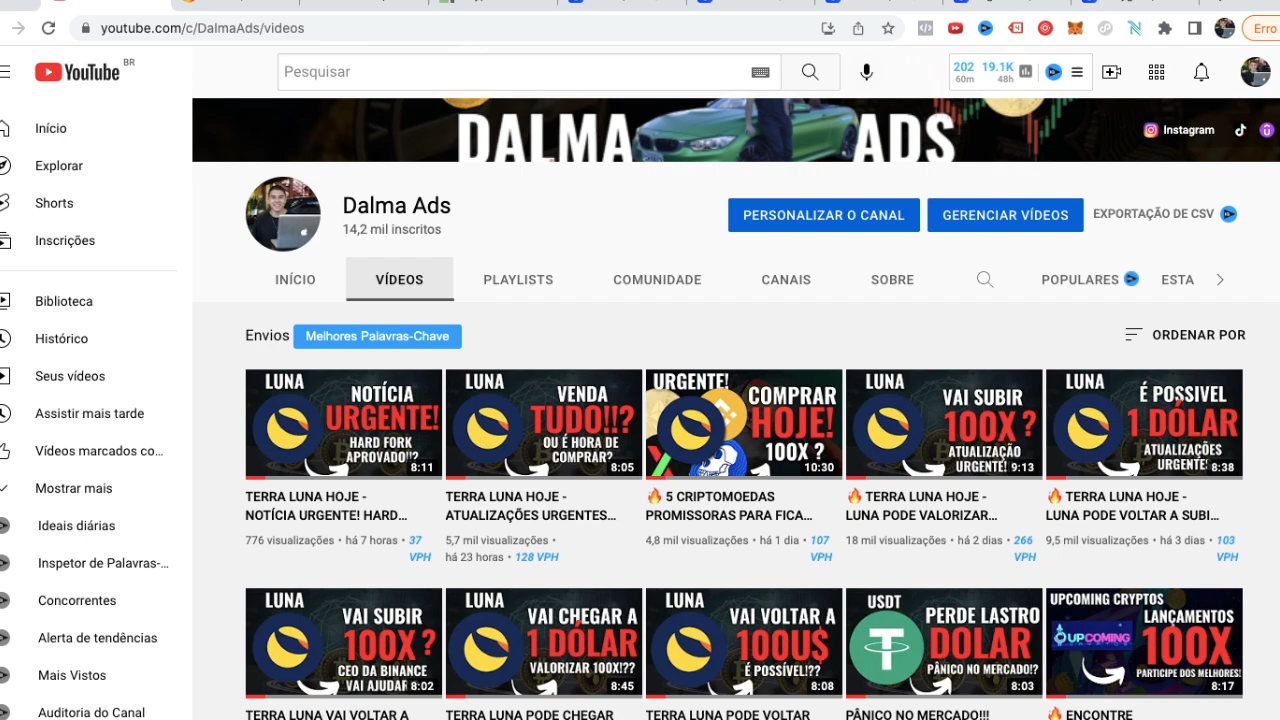 youtube.com/c/DalmaAds/videos
Erro
YouTube BR
Pesquisar
202 19.1K
60m 48h
DALMA ADS
Instagram
Início
Explorar
Shorts
Inscrições
Biblioteca
Histórico
Seus vídeos
Assistir mais tarde
Vídeos marcados co...
Mostrar mais
Ideais diárias
Inspetor de Palavras-...
Concorrentes
Alerta de tendências
Mais Vistos
Auditoria do Canal
Dalma Ads
14,2 mil inscritos
PERSONALIZAR O CANAL
GERENCIAR VÍDEOS
EXPORTAÇÃO DE CSV
INÍCIO VÍDEOS PLAYLISTS COMUNIDADE CANAIS SOBRE POPULARES ESTA
Envios Melhores Palavras-Chave
ORDENAR POR
LUNA
NOTÍCIA
URGENTE!
HARD FORK
APROVADO!!?
8:11
TERRA LUNA HOJE -
NOTÍCIA URGENTE! HARD...
776 visualizações • há 7 horas • 37
VPH
LUNA
VENDA
TUDO!!?
OU É HORA DE
COMPRAR?
8:05
TERRA LUNA HOJE -
ATUALIZAÇÕES URGENTES...
5,7 mil visualizações •
há 23 horas • 128 VPH
URGENTE!
COMPRAR
HOJE!
100X ?
10:30
🔥 5 CRIPTOMOEDAS
PROMISSORAS PARA FICA...
4,8 mil visualizações • há 1 dia • 107
VPH
LUNA
VAI SUBIR
100X ?
ATUALIZAÇÃO
URGENTE!
9:13
🔥 TERRA LUNA HOJE -
LUNA PODE VALORIZAR...
18 mil visualizações • há 2 dias • 266
VPH
LUNA
É POSSIVEL
1 DÓLAR
ATUALIZAÇÕES
URGENTE!
8:38
🔥 TERRA LUNA HOJE -
LUNA PODE VOLTAR A SUBI...
9,5 mil visualizações • há 3 dias • 103
VPH
LUNA
VAI SUBIR
100X ?
CEO DA BINANCE
VAI AJUDAR
8:02
TERRA LUNA VAI VOLTAR A
LUNA
VAI CHEGAR A
1 DÓLAR
VALORIZAR 100X!??
8:45
TERRA LUNA PODE CHEGAR
LUNA
VAI VOLTAR A
100U$
É POSSÍVEL!??
8:08
TERRA LUNA PODE VOLTAR
USDT
PERDE LASTRO
DOLAR
PÂNICO NO MERCADO!?
8:03
PÂNICO NO MERCADO!!!
UPCOMING CRYPTOS
UPCOMING
LANÇAMENTOS
100X
PARTICIPE DOS MELHORES!
8:17
🔥 ENCONTRE